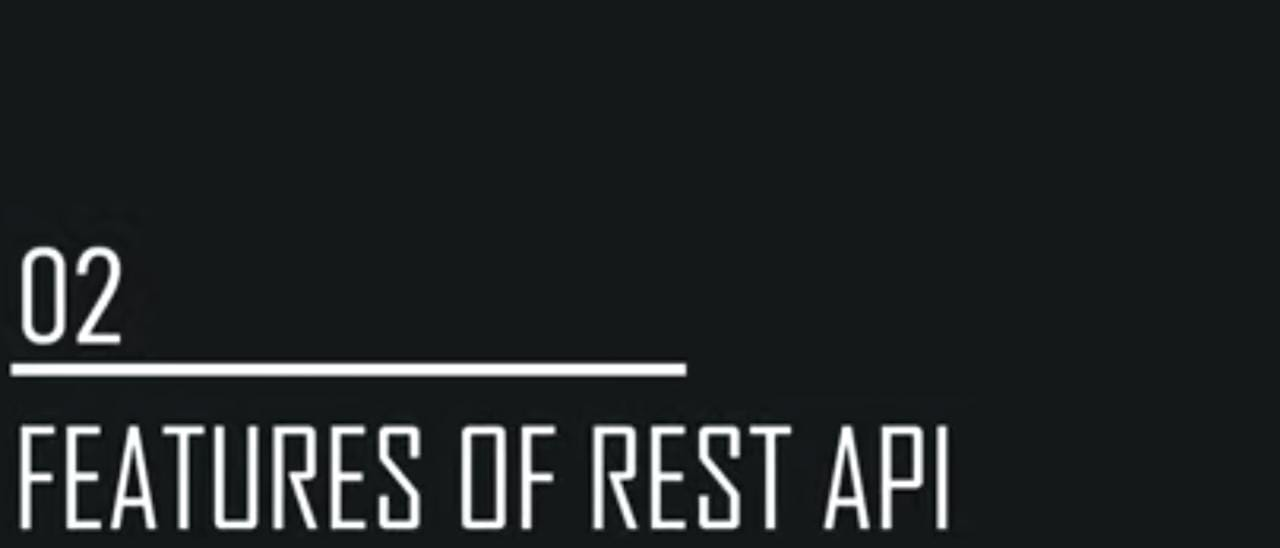 02
FEATURES OF REST API